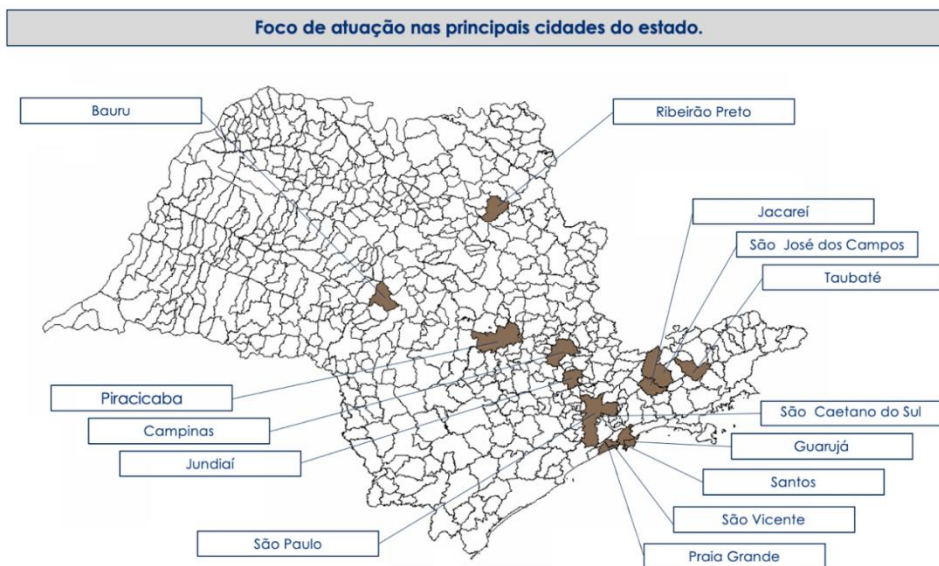 Foco de atuação nas principais cidades do estado.
Bauru
Ribeirão Preto
Jacareí
São José dos Campos
Taubaté
Piracicaba
Campinas
Jundiaí
São Caetano do Sul
Guarujá
Santos
São Vicente
São Paulo
Praia Grande